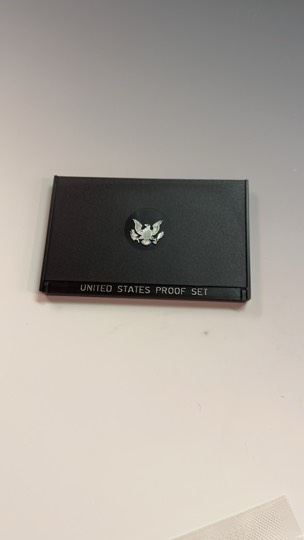 UNITED STATES PROOF SET